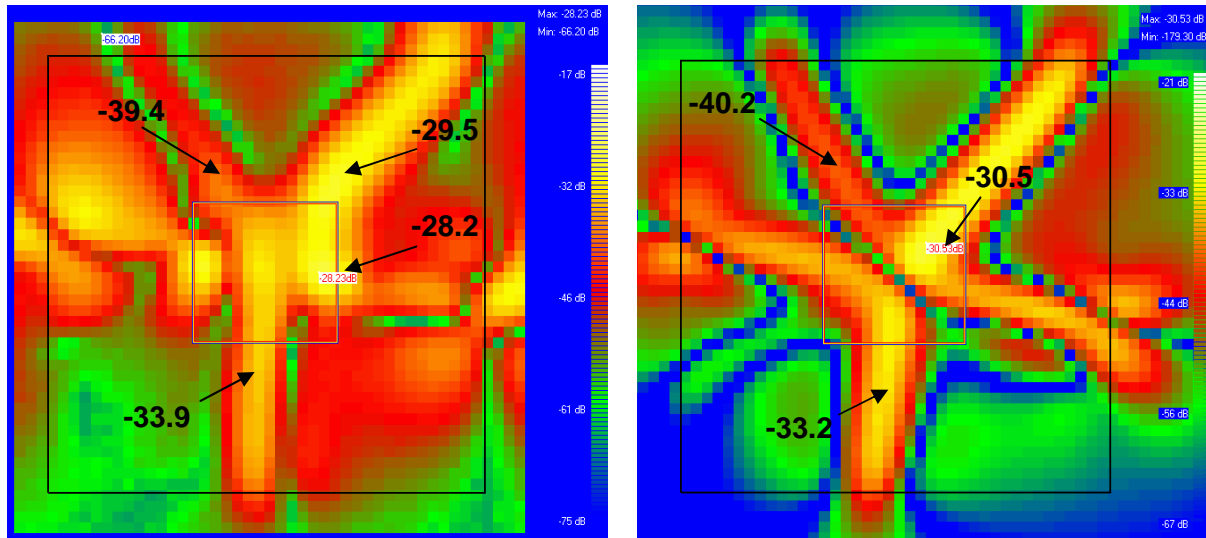 Max: -28.23 dB
Min: -66.20 dB
-66.20dB
-17 dB
-39.4
-29.5
-32 dB
-28.2
-28.23dB
-46 dB
-33.9
-61 dB
-75 dB
Max: -30.53 dB
Min: -179.30 dB
-21 dB
-40.2
-30.5
-33 dB
-30.53dB
-44 dB
-33.2
-56 dB
-67 dB